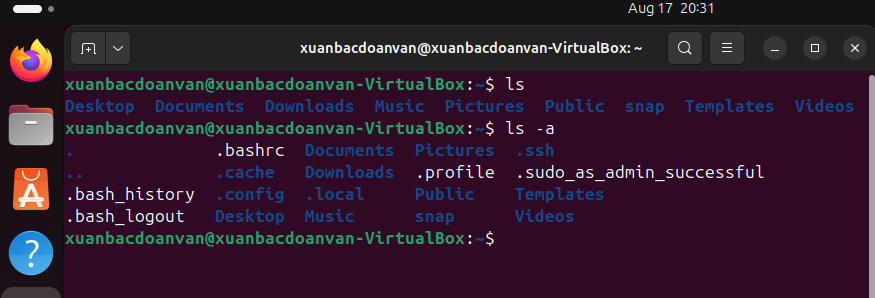 Aug 17 20:31
xuanbacdoanvan@xuanbacdoanvan-VirtualBox: ~
xuanbacdoanvan@xuanbacdoanvan-VirtualBox:~$ ls
Desktop Documents Downloads Music Pictures Public snap Templates Videos
xuanbacdoanvan@xuanbacdoanvan-VirtualBox:~$ ls -a
. .bashrc Documents Pictures .ssh
.. .cache Downloads .profile .sudo_as_admin_successful
.bash_history .config .local Public Templates
.bash_logout Desktop Music snap Videos
xuanbacdoanvan@xuanbacdoanvan-VirtualBox:~$